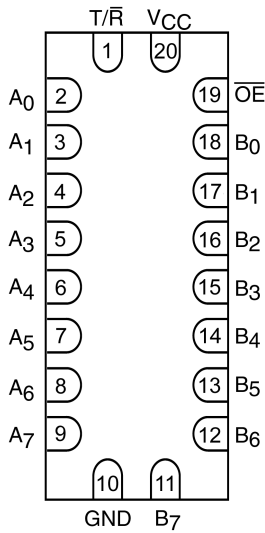 T/R̅ VCC
1 20
A0 2 19 O̅E̅
A1 3 18 B0
A2 4 17 B1
A3 5 16 B2
A4 6 15 B3
A5 7 14 B4
A6 8 13 B5
A7 9 12 B6
10 11
GND B7